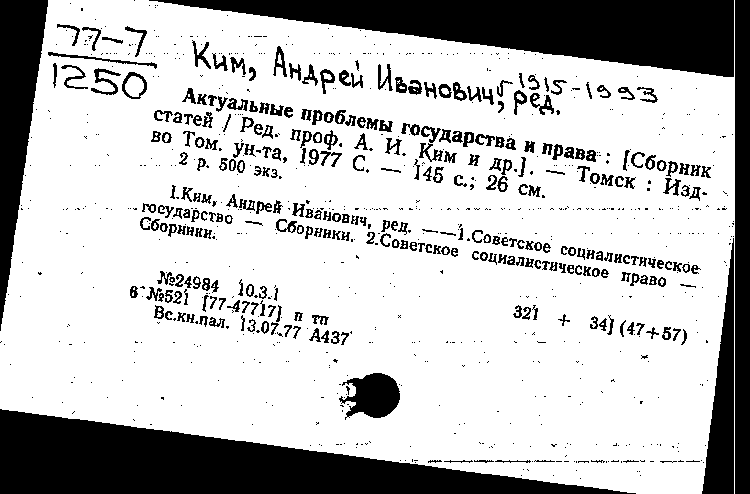 77-7
1250
Ким, Андрей Иванович, 1915-1993
ред.
Актуальные проблемы государства и права : [Сборник
статей / Ред. проф. А. И. Ким и др.]. — Томск : Изд-
во Том. ун-та, 1977 С. — 145 с.; 26 см.
2 р. 500 экз.
1.Ким, Андрей Иванович, ред. ——1.Советское социалистическое
государство — Сборники. 2.Советское социалистическое право —
Сборники.
№24984 10.3.1
6 №521 [77-47717] п тп
321 + 34](47+57)
Вс.кн.пал. 13.07.77 А437